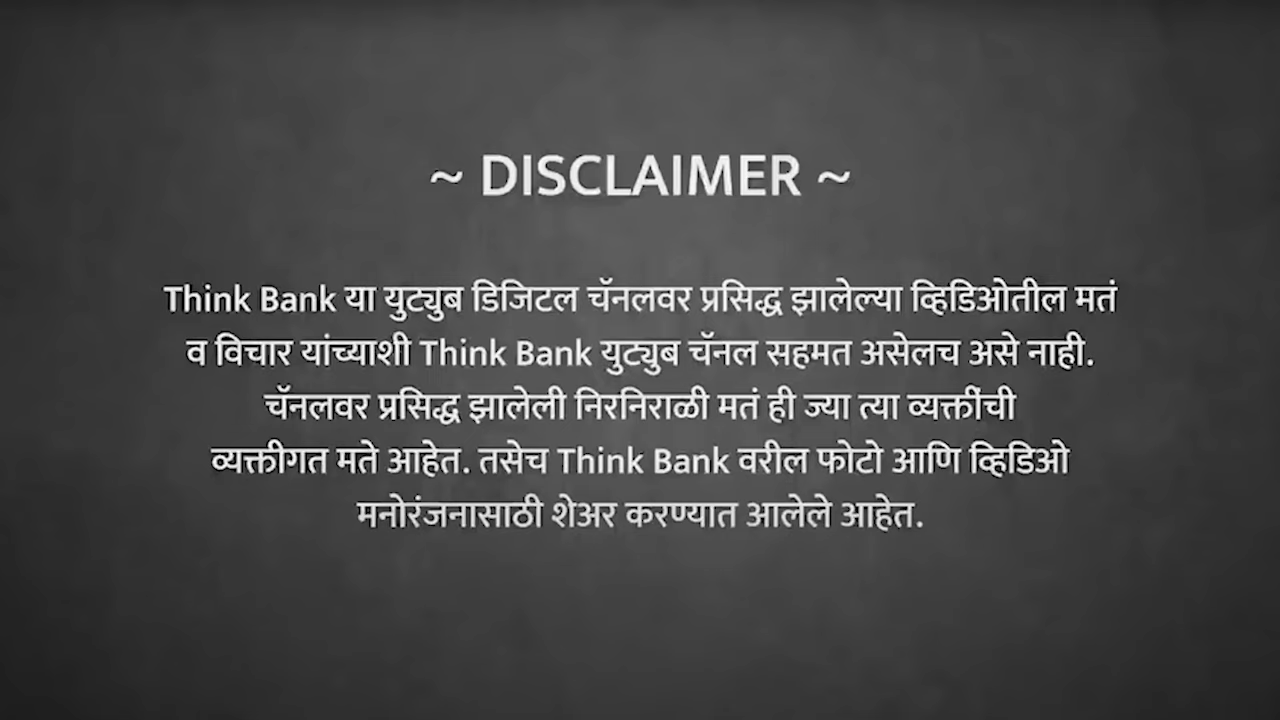 ~ DISCLAIMER ~
Think Bank या युट्युब डिजिटल चॅनलवर प्रसिद्ध झालेल्या व्हिडिओतील मतं
व विचार यांच्याशी Think Bank युट्युब चॅनल सहमत असेलच असे नाही.
चॅनलवर प्रसिद्ध झालेली निरनिराळी मतं ही ज्या त्या व्यक्तींची
व्यक्तीगत मते आहेत. तसेच Think Bank वरील फोटो आणि व्हिडिओ
मनोरंजनासाठी शेअर करण्यात आलेले आहेत.